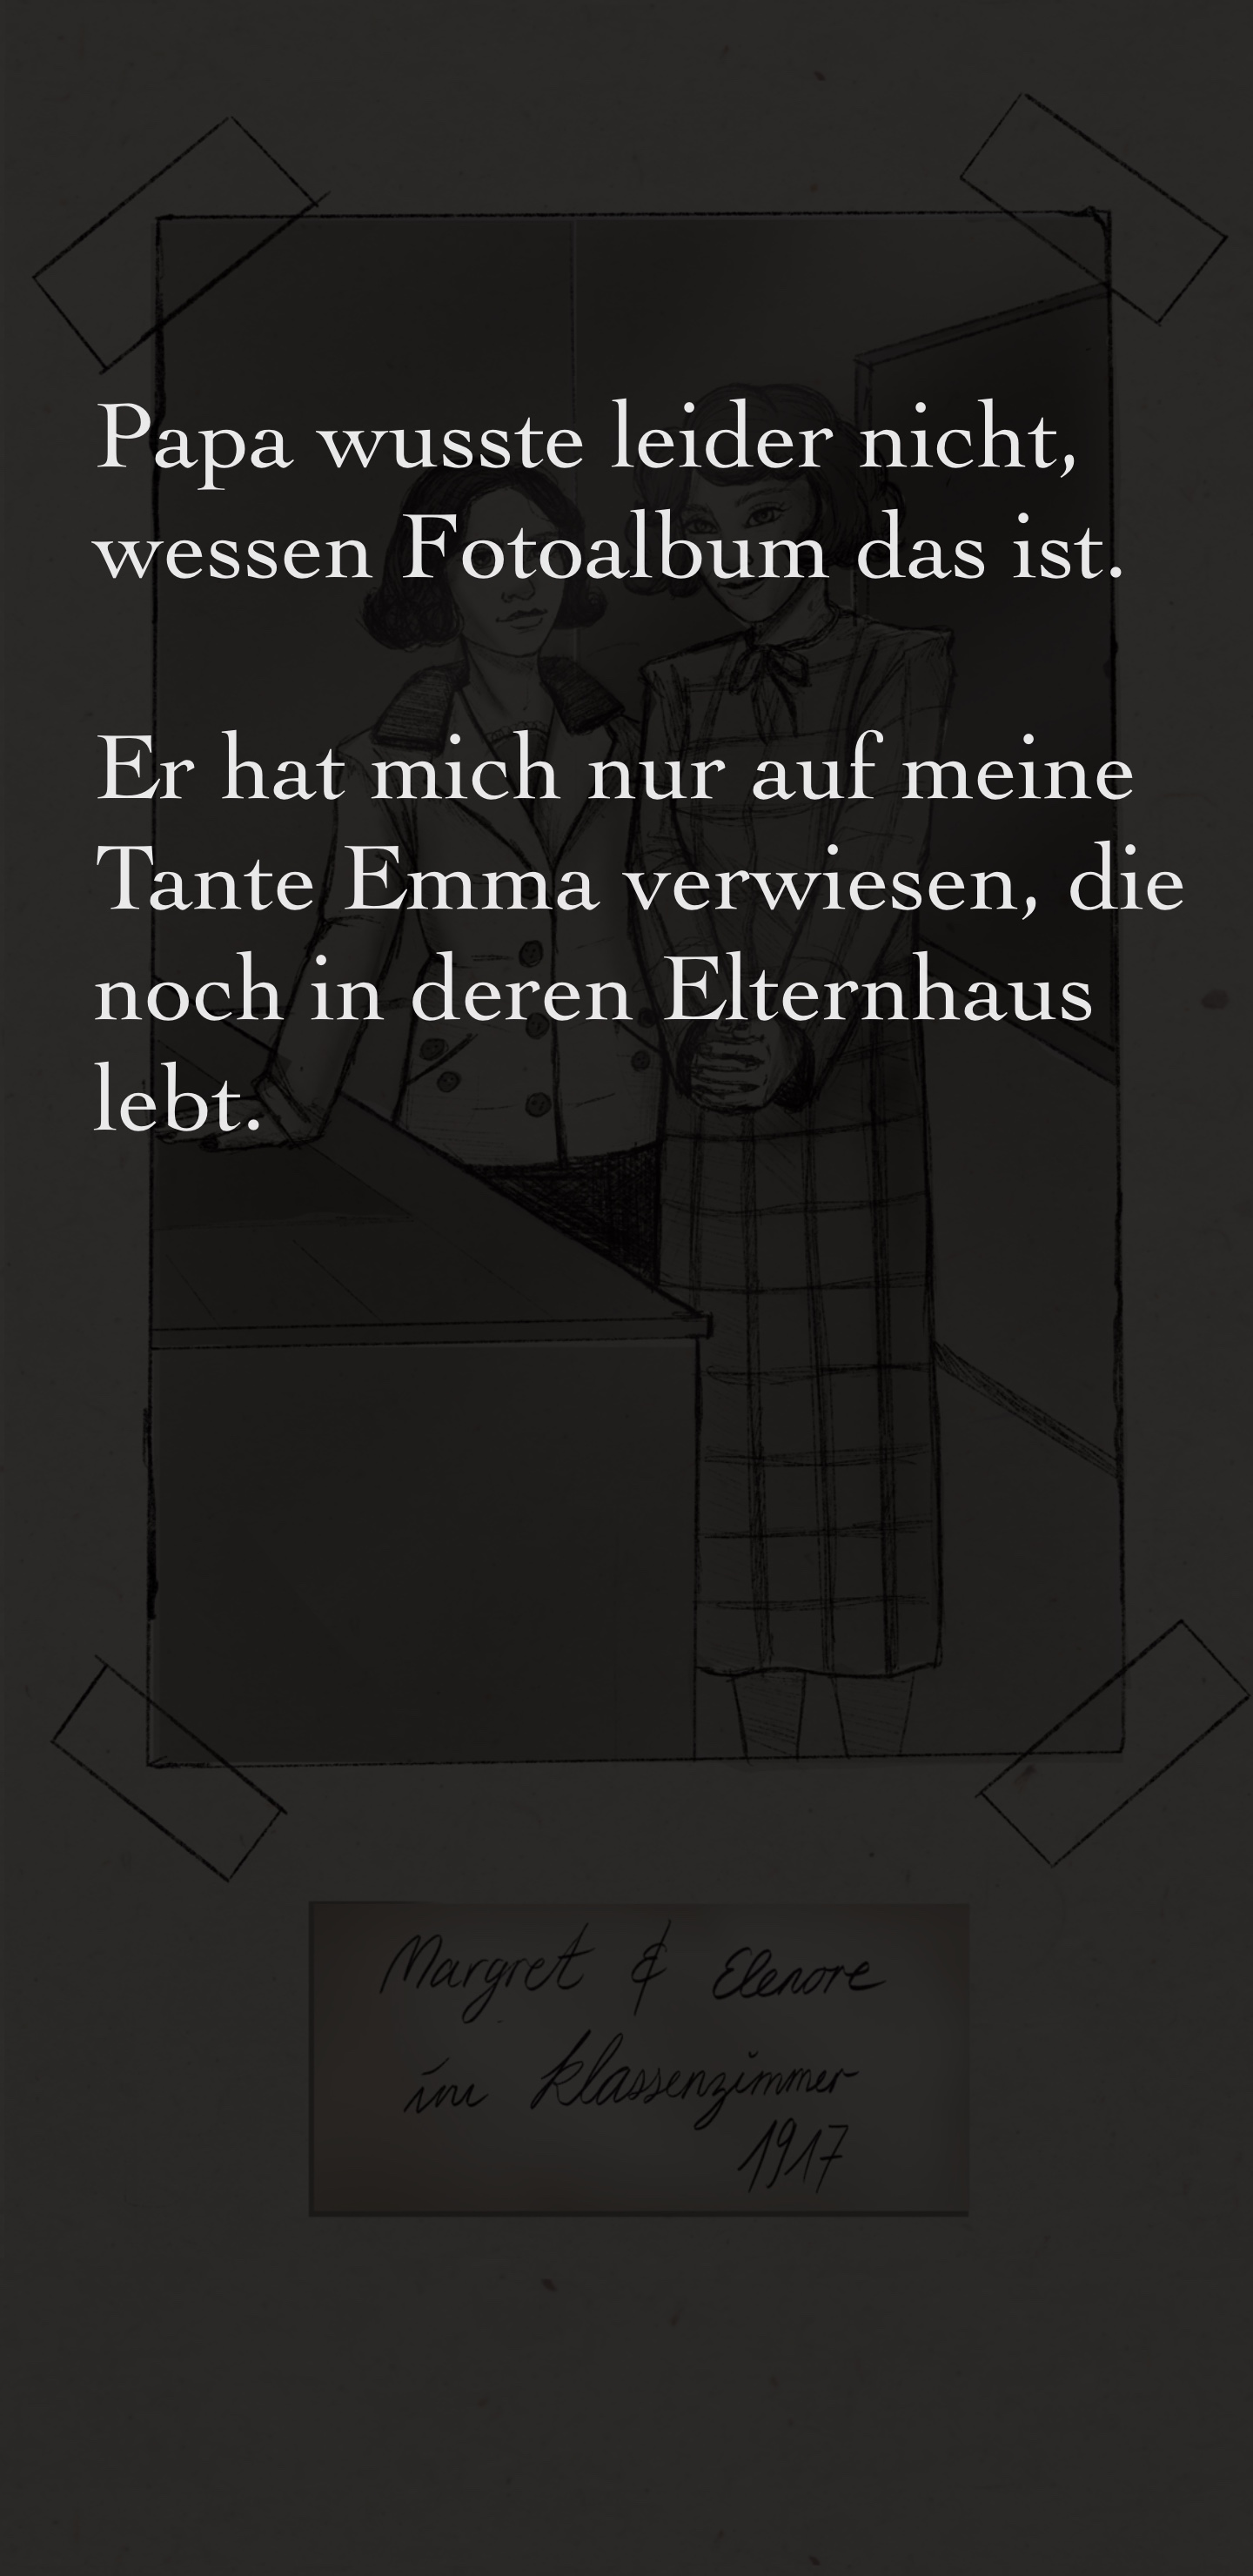 Papa wusste leider nicht,
wessen Fotoalbum das ist.
Er hat mich nur auf meine
Tante Emma verwiesen, die
noch in deren Elternhaus
lebt.
Margret & Elenore
im Klassenzimmer
1917